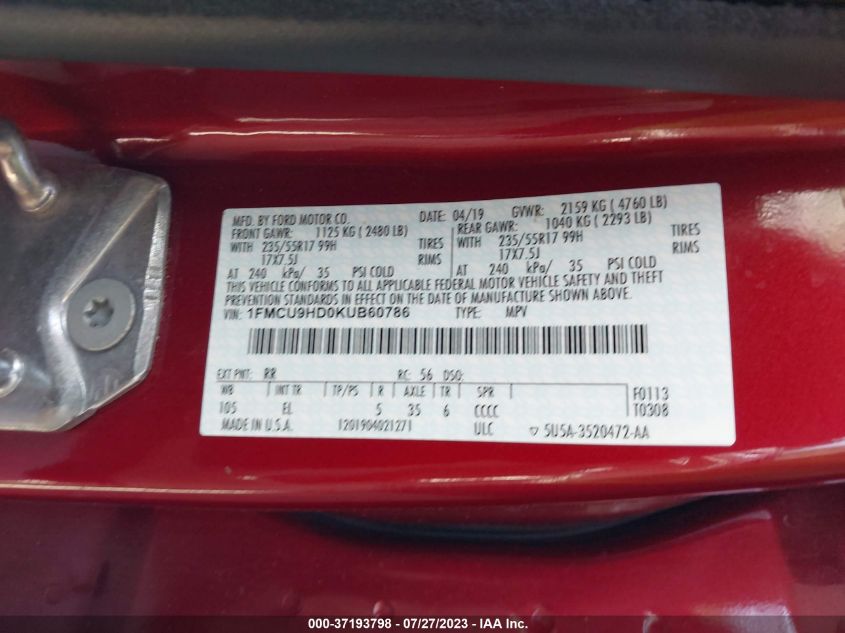 MFD. BY FORD MOTOR CO. DATE: 04/19 GVWR: 2159 KG ( 4760 LB)
FRONT GAWR: 1125 KG ( 2480 LB) REAR GAWR: 1040 KG ( 2293 LB)
WITH 235/55R17 99H TIRES WITH 235/55R17 99H TIRES
17X7.5J RIMS 17X7.5J RIMS
AT 240 kPa/ 35 PSI COLD AT 240 kPa/ 35 PSI COLD
THIS VEHICLE CONFORMS TO ALL APPLICABLE FEDERAL MOTOR VEHICLE SAFETY AND THEFT
PREVENTION STANDARDS IN EFFECT ON THE DATE OF MANUFACTURE SHOWN ABOVE.
VIN: 1FMCU9HD0KUB60786 TYPE: MPV
EXT PNT: RR RC: 56 DSO:
WB INT TR TP/PS R AXLE TR SPR F0113
105 EL 5 35 6 CCCC T0308
MADE IN U.S.A. 1201904021271 ULC ▽ 5U5A-3520472-AA
000-37193798 - 07/27/2023 - IAA Inc.